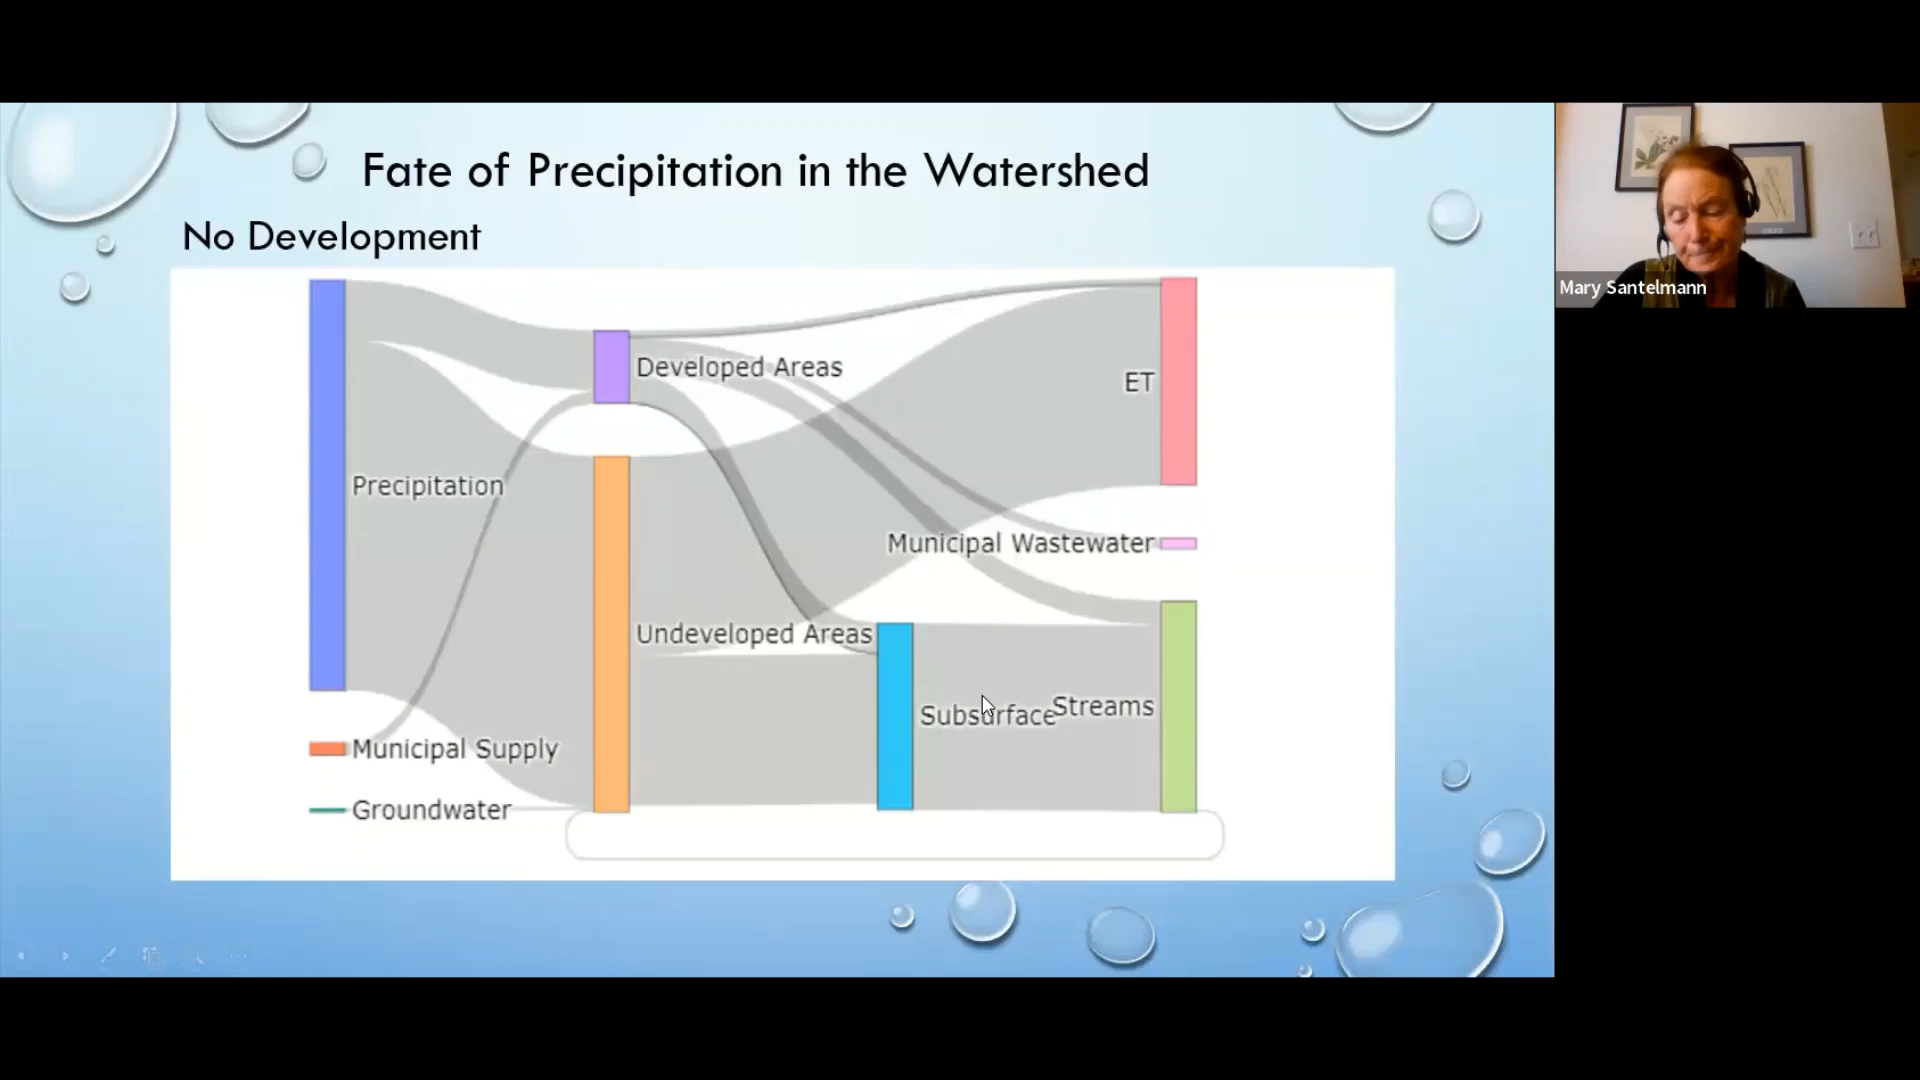 Fate of Precipitation in the Watershed
No Development
Developed Areas
ET
Precipitation
Municipal Wastewater
Undeveloped Areas
Subsurface
Streams
Municipal Supply
Groundwater
Mary Santelmann